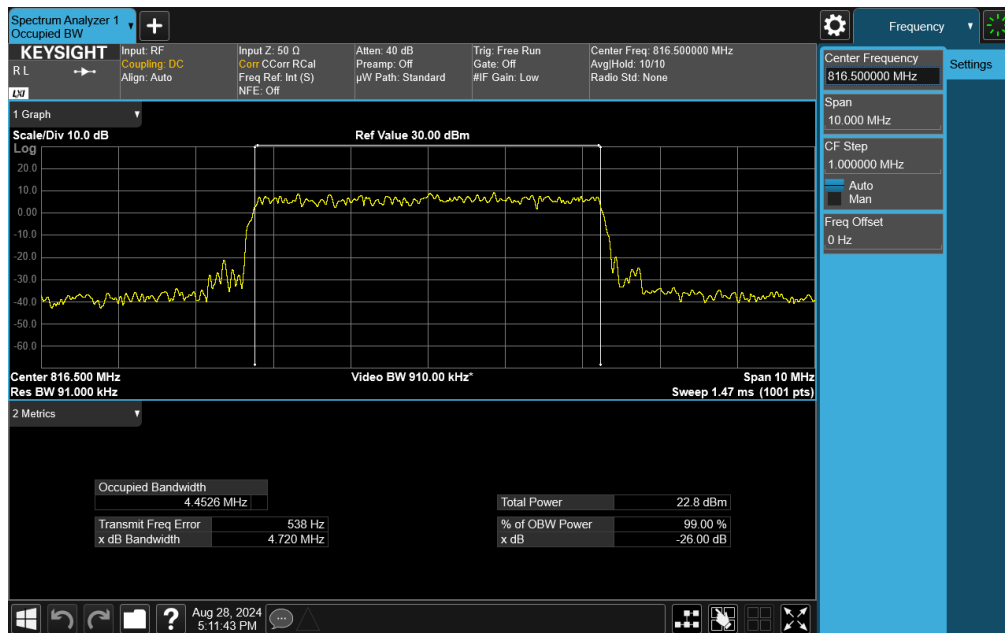 Spectrum Analyzer 1
Occupied BW
Frequency
KEYSIGHT
R L
LXI
Input: RF
Coupling: DC
Align: Auto
Input Z: 50 Ω
Corr CCorr RCal
Freq Ref: Int (S)
NFE: Off
Atten: 40 dB
Preamp: Off
µW Path: Standard
Trig: Free Run
Gate: Off
#IF Gain: Low
Center Freq: 816.500000 MHz
Avg|Hold: 10/10
Radio Std: None
Center Frequency
816.500000 MHz
Settings
Span
10.000 MHz
CF Step
1.000000 MHz
Auto
Man
Freq Offset
0 Hz
1 Graph
Scale/Div 10.0 dB
Ref Value 30.00 dBm
Log
20.0
10.0
0.00
-10.0
-20.0
-30.0
-40.0
-50.0
-60.0
Center 816.500 MHz
Video BW 910.00 kHz*
Span 10 MHz
Res BW 91.000 kHz
Sweep 1.47 ms (1001 pts)
2 Metrics
Occupied Bandwidth
4.4526 MHz
Total Power 22.8 dBm
Transmit Freq Error 538 Hz
% of OBW Power 99.00 %
x dB Bandwidth 4.720 MHz
x dB -26.00 dB
Aug 28, 2024
5:11:43 PM